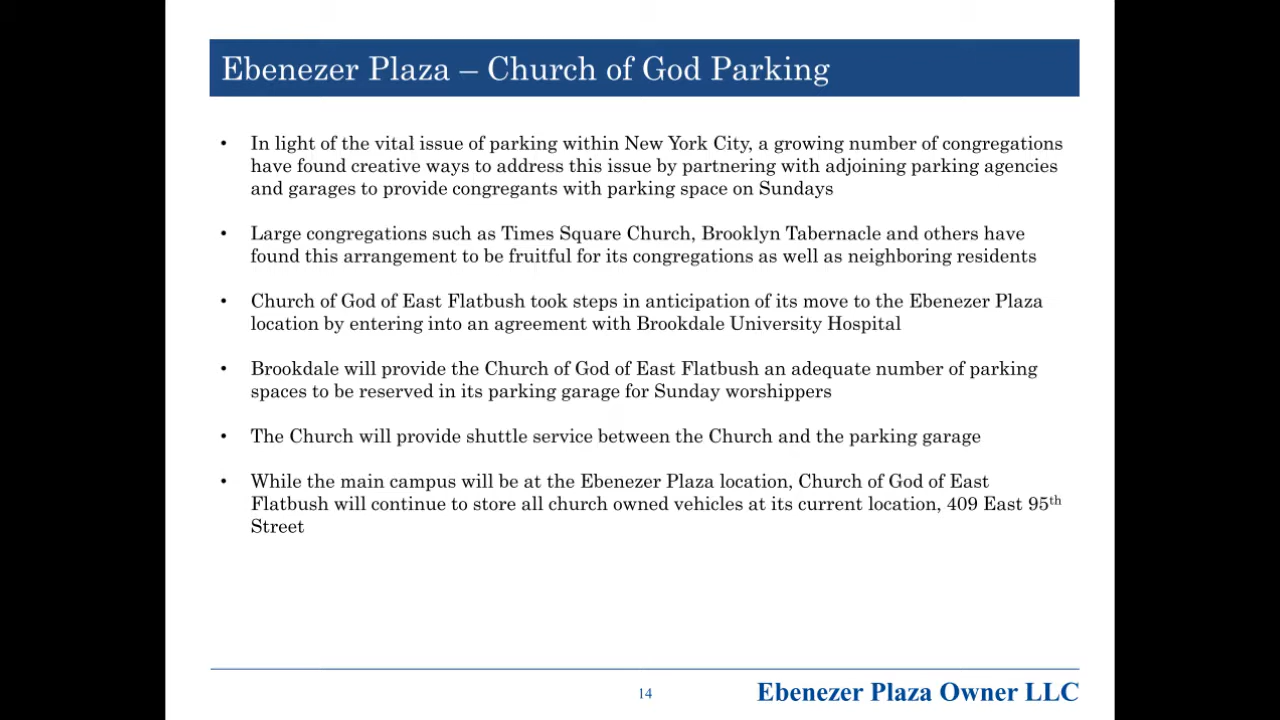 Ebenezer Plaza – Church of God Parking
• In light of the vital issue of parking within New York City, a growing number of congregations
have found creative ways to address this issue by partnering with adjoining parking agencies
and garages to provide congregants with parking space on Sundays
• Large congregations such as Times Square Church, Brooklyn Tabernacle and others have
found this arrangement to be fruitful for its congregations as well as neighboring residents
• Church of God of East Flatbush took steps in anticipation of its move to the Ebenezer Plaza
location by entering into an agreement with Brookdale University Hospital
• Brookdale will provide the Church of God of East Flatbush an adequate number of parking
spaces to be reserved in its parking garage for Sunday worshippers
• The Church will provide shuttle service between the Church and the parking garage
• While the main campus will be at the Ebenezer Plaza location, Church of God of East
Flatbush will continue to store all church owned vehicles at its current location, 409 East 95th
Street
14
Ebenezer Plaza Owner LLC